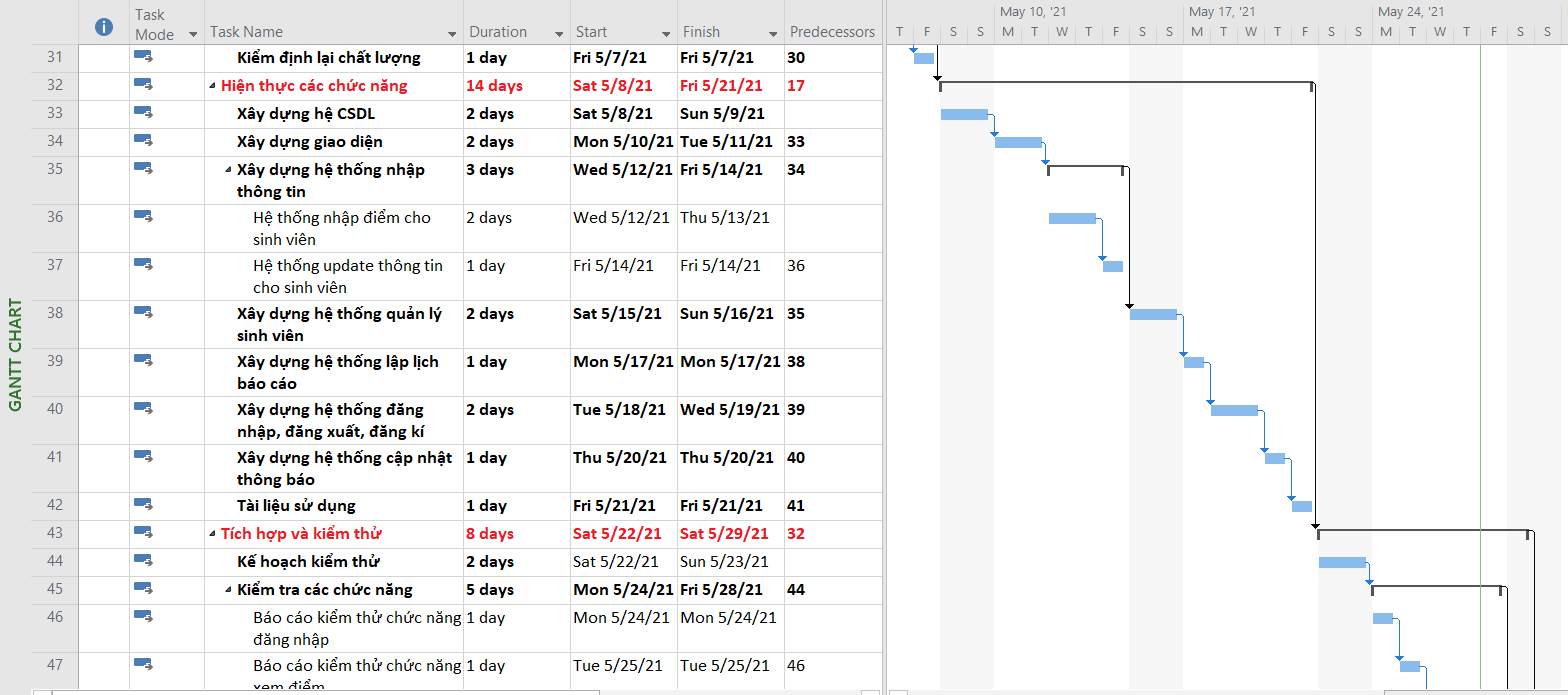 Task Mode Task Name Duration Start Finish Predecessors
May 10, '21 May 17, '21 May 24, '21
T F S S M T W T F S S M T W T F S S M T W T F S S
GANTT CHART
31 Kiểm định lại chất lượng 1 day Fri 5/7/21 Fri 5/7/21 30
32 Hiện thực các chức năng 14 days Sat 5/8/21 Fri 5/21/21 17
33 Xây dựng hệ CSDL 2 days Sat 5/8/21 Sun 5/9/21
34 Xây dựng giao diện 2 days Mon 5/10/21 Tue 5/11/21 33
35 Xây dựng hệ thống nhập 3 days Wed 5/12/21 Fri 5/14/21 34
thông tin
36 Hệ thống nhập điểm cho 2 days Wed 5/12/21 Thu 5/13/21
sinh viên
37 Hệ thống update thông tin 1 day Fri 5/14/21 Fri 5/14/21 36
cho sinh viên
38 Xây dựng hệ thống quản lý 2 days Sat 5/15/21 Sun 5/16/21 35
sinh viên
39 Xây dựng hệ thống lập lịch 1 day Mon 5/17/21 Mon 5/17/21 38
báo cáo
40 Xây dựng hệ thống đăng 2 days Tue 5/18/21 Wed 5/19/21 39
nhập, đăng xuất, đăng kí
41 Xây dựng hệ thống cập nhật 1 day Thu 5/20/21 Thu 5/20/21 40
thông báo
42 Tài liệu sử dụng 1 day Fri 5/21/21 Fri 5/21/21 41
43 Tích hợp và kiểm thử 8 days Sat 5/22/21 Sat 5/29/21 32
44 Kế hoạch kiểm thử 2 days Sat 5/22/21 Sun 5/23/21
45 Kiểm tra các chức năng 5 days Mon 5/24/21 Fri 5/28/21 44
46 Báo cáo kiểm thử chức năng 1 day Mon 5/24/21 Mon 5/24/21
đăng nhập
47 Báo cáo kiểm thử chức năng 1 day Tue 5/25/21 Tue 5/25/21 46
xem điểm